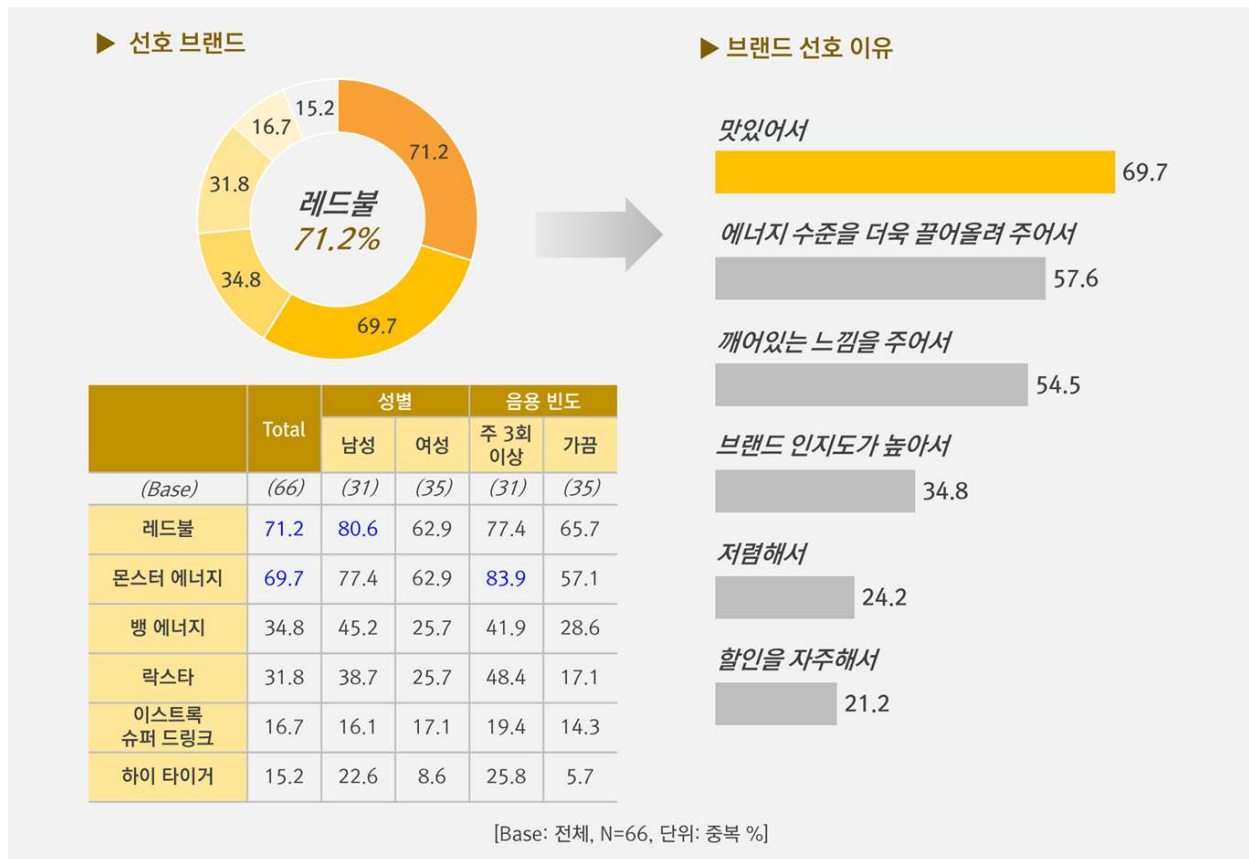 ▶ 선호 브랜드
71.2
69.7
34.8
31.8
16.7
15.2
레드불
71.2%
Total 성별 음용 빈도
남성 여성 주 3회 이상 가끔
(Base) (66) (31) (35) (31) (35)
레드불 71.2 80.6 62.9 77.4 65.7
몬스터 에너지 69.7 77.4 62.9 83.9 57.1
뱅 에너지 34.8 45.2 25.7 41.9 28.6
락스타 31.8 38.7 25.7 48.4 17.1
이스트록 슈퍼 드링크 16.7 16.1 17.1 19.4 14.3
하이 타이거 15.2 22.6 8.6 25.8 5.7
▶ 브랜드 선호 이유
맛있어서
69.7
에너지 수준을 더욱 끌어올려 주어서
57.6
깨어있는 느낌을 주어서
54.5
브랜드 인지도가 높아서
34.8
저렴해서
24.2
할인을 자주해서
21.2
[Base: 전체, N=66, 단위: 중복 %]